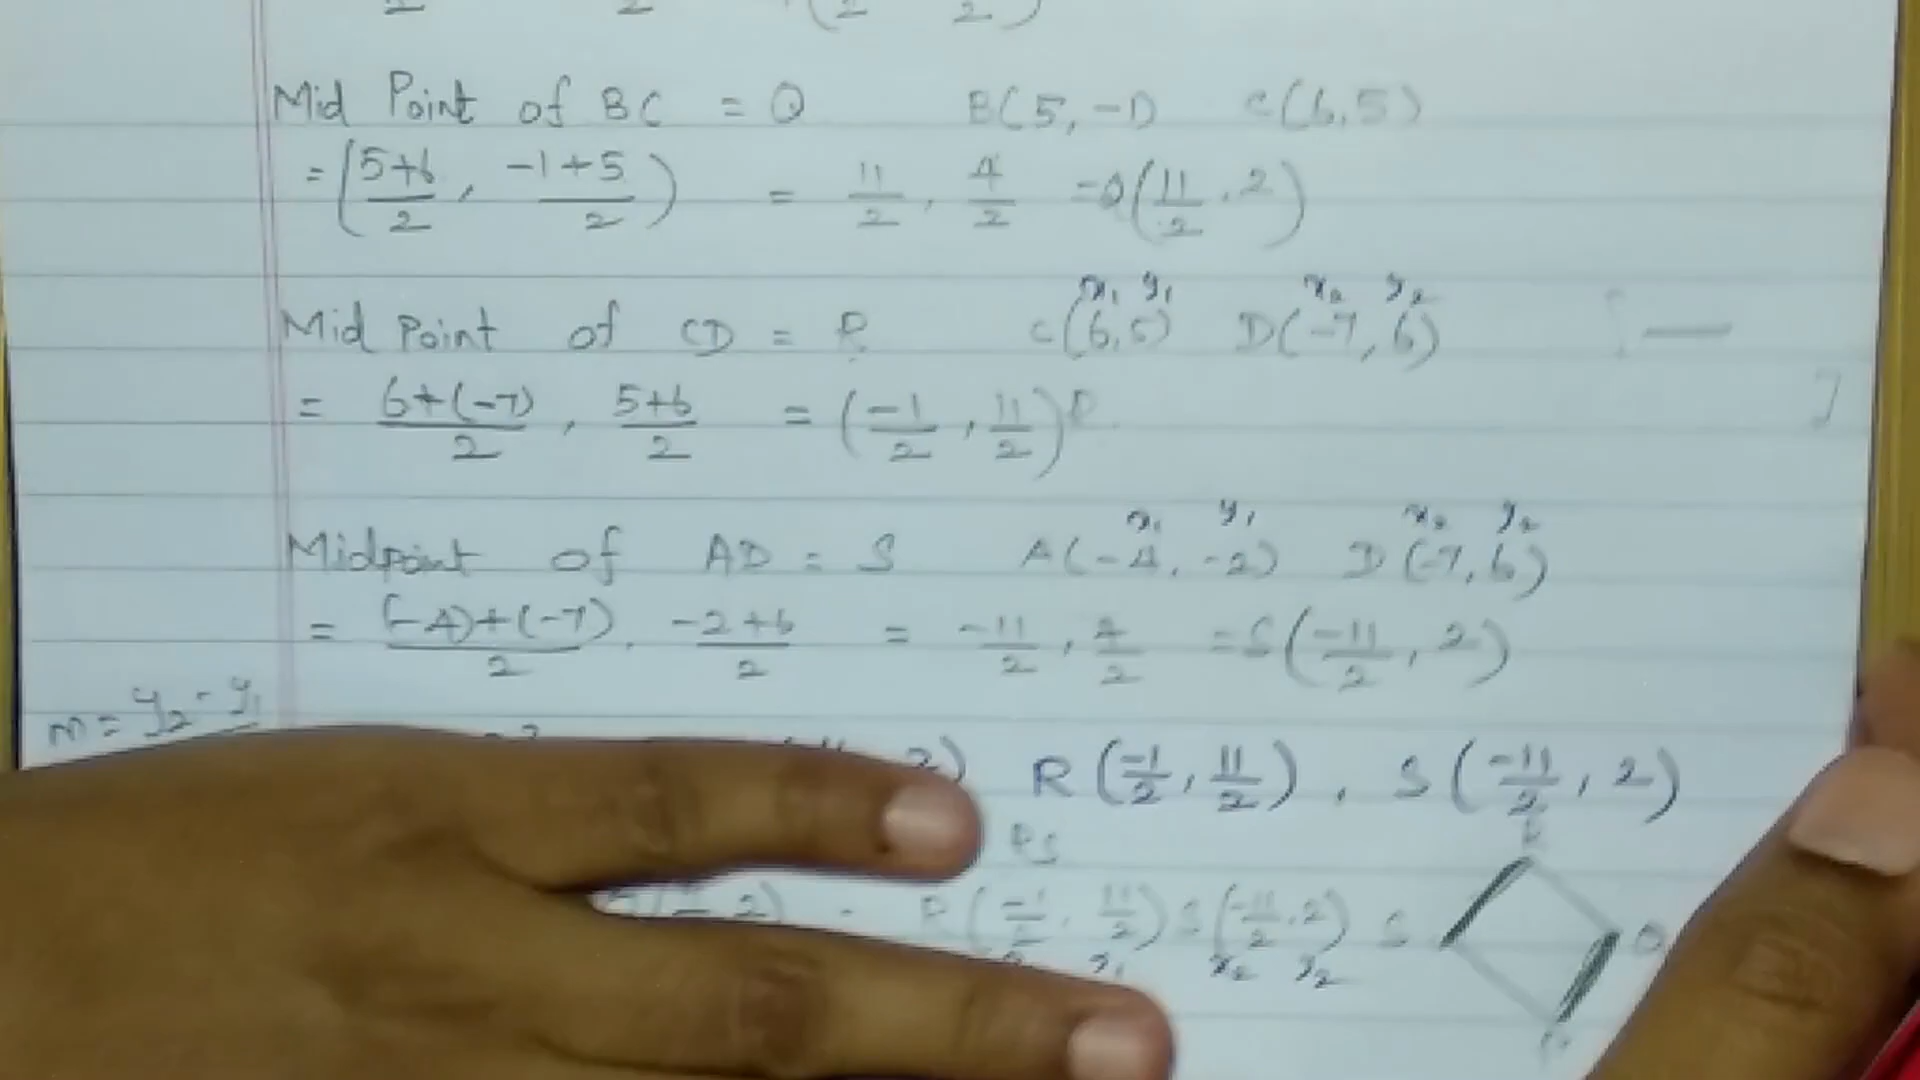 Mid Point of BC = Q B(5,-1) C(6,5)
= (5+6/2, -1+5/2) = 11/2, 4/2 =Q(11/2, 2)
x₁ y₁ x₂ y₂
Mid Point of CD = R C(6,5) D(-7,6)
= 6+(-7)/2, 5+6/2 = (-1/2, 11/2)R
x₁ y₁ x₂ y₂
Midpoint of AD = S A(-4,-2) D(-7,6)
= (-4)+(-7)/2, -2+6/2 = -11/2, 4/2 =S(-11/2, 2)
m = y₂ - y₁
2) R(-1/2, 11/2), S(-11/2, 2)
RS
2) R(-1/2, 11/2) S(-11/2, 2) S Q
y₁ x₂ y₂